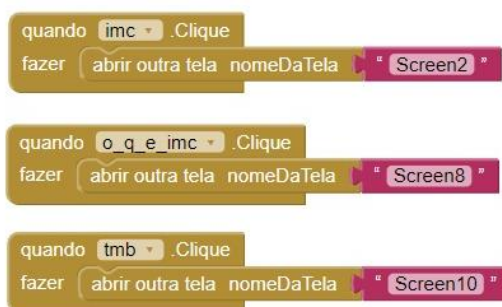 quando imc .Clique
fazer abrir outra tela nomeDaTela " Screen2 "
quando o_q_e_imc .Clique
fazer abrir outra tela nomeDaTela " Screen8 "
quando tmb .Clique
fazer abrir outra tela nomeDaTela " Screen10 "